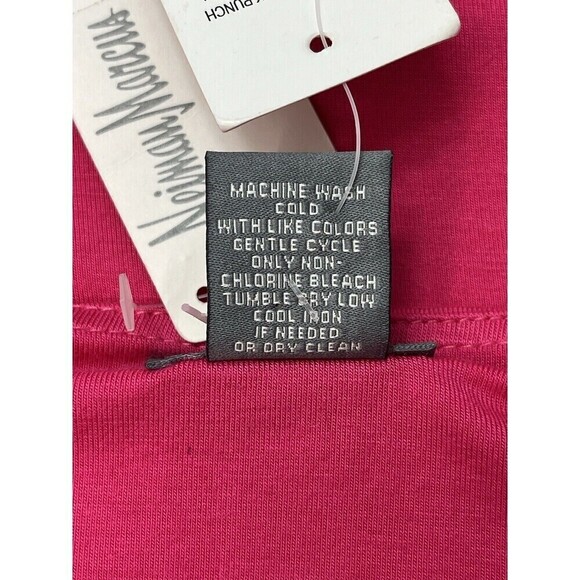 PUNCH
Neiman Marcus
MACHINE WASH
COLD
WITH LIKE COLORS
GENTLE CYCLE
ONLY NON-
CHLORINE BLEACH
TUMBLE DRY LOW
COOL IRON
IF NEEDED
OR DRY CLEAN